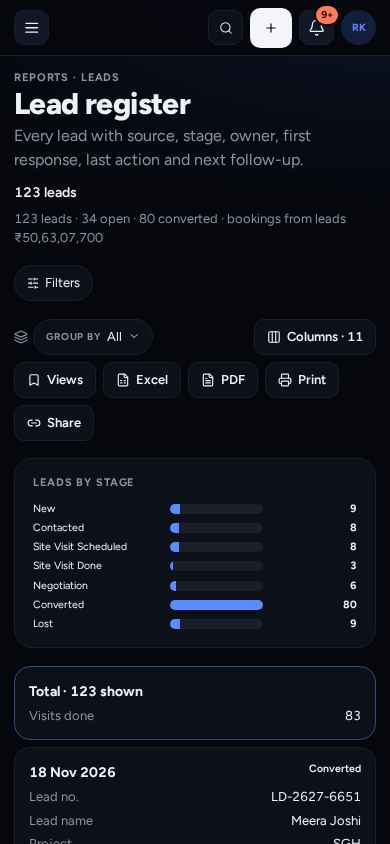 9+
RK
REPORTS · LEADS
Lead register
Every lead with source, stage, owner, first
response, last action and next follow-up.
123 leads
123 leads · 34 open · 80 converted · bookings from leads
₹50,63,07,700
Filters
GROUP BY All
Columns · 11
Views
Excel
PDF
Print
Share
LEADS BY STAGE
New 9
Contacted 8
Site Visit Scheduled 8
Site Visit Done 3
Negotiation 6
Converted 80
Lost 9
Total · 123 shown
Visits done 83
18 Nov 2026 Converted
Lead no. LD-2627-6651
Lead name Meera Joshi
Project SGH